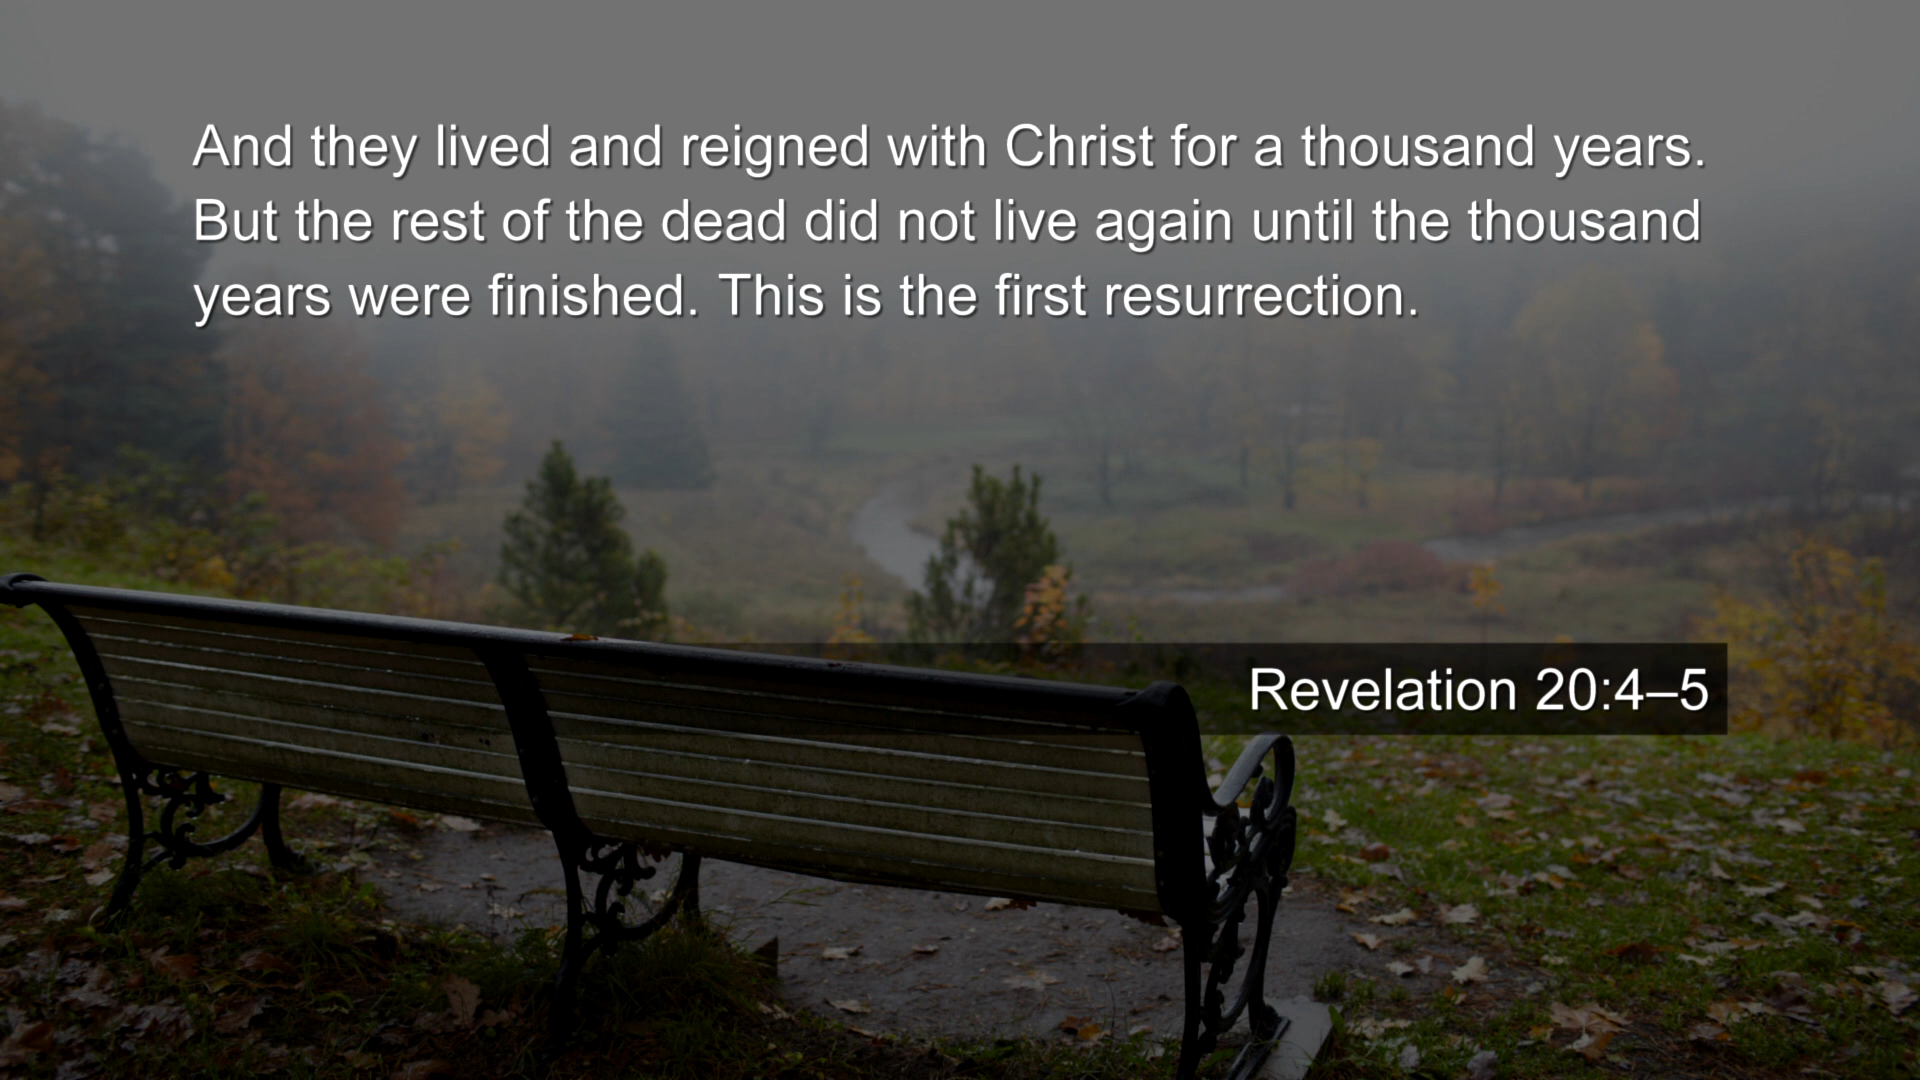 And they lived and reigned with Christ for a thousand years.
But the rest of the dead did not live again until the thousand
years were finished. This is the first resurrection.
Revelation 20:4–5